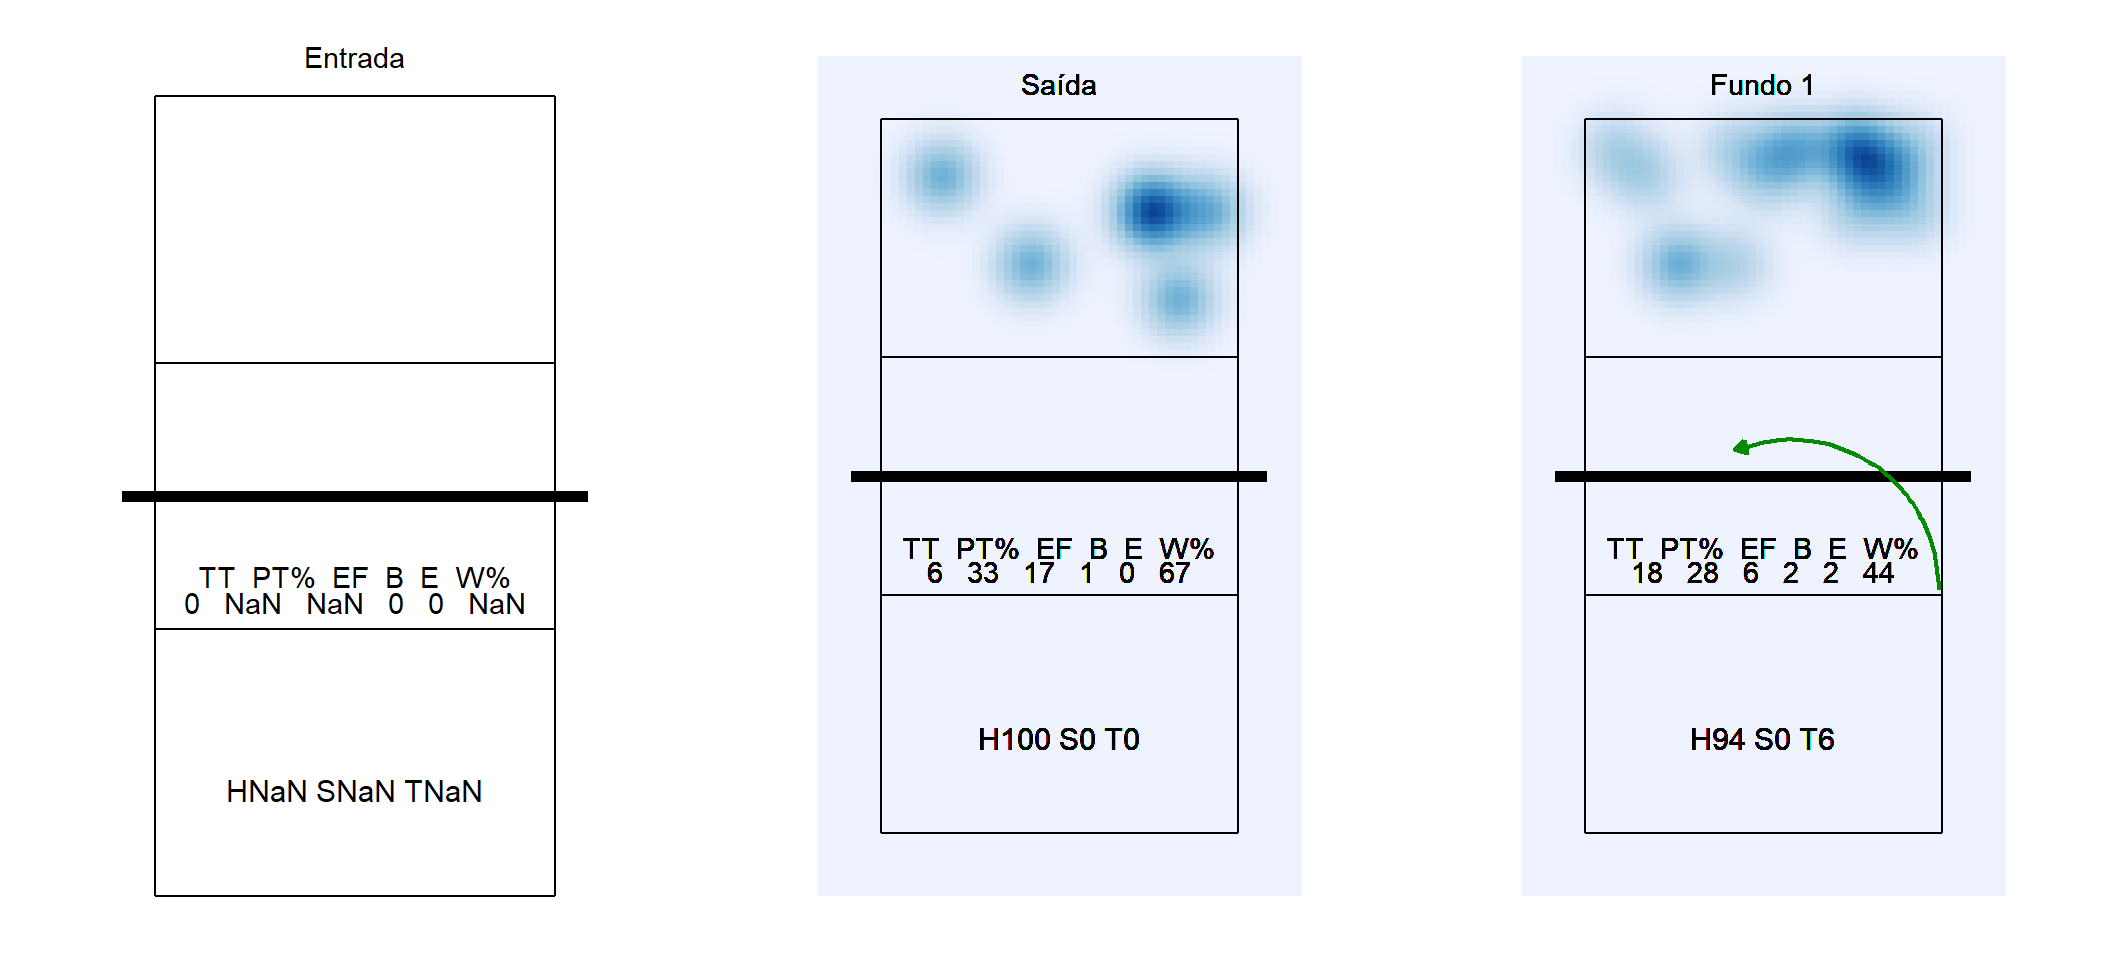 Entrada
TT PT% EF B E W%
0 NaN NaN 0 0 NaN
HNaN SNaN TNaN
Saída
TT PT% EF B E W%
6 33 17 1 0 67
H100 S0 T0
Fundo 1
TT PT% EF B E W%
18 28 6 2 2 44
H94 S0 T6